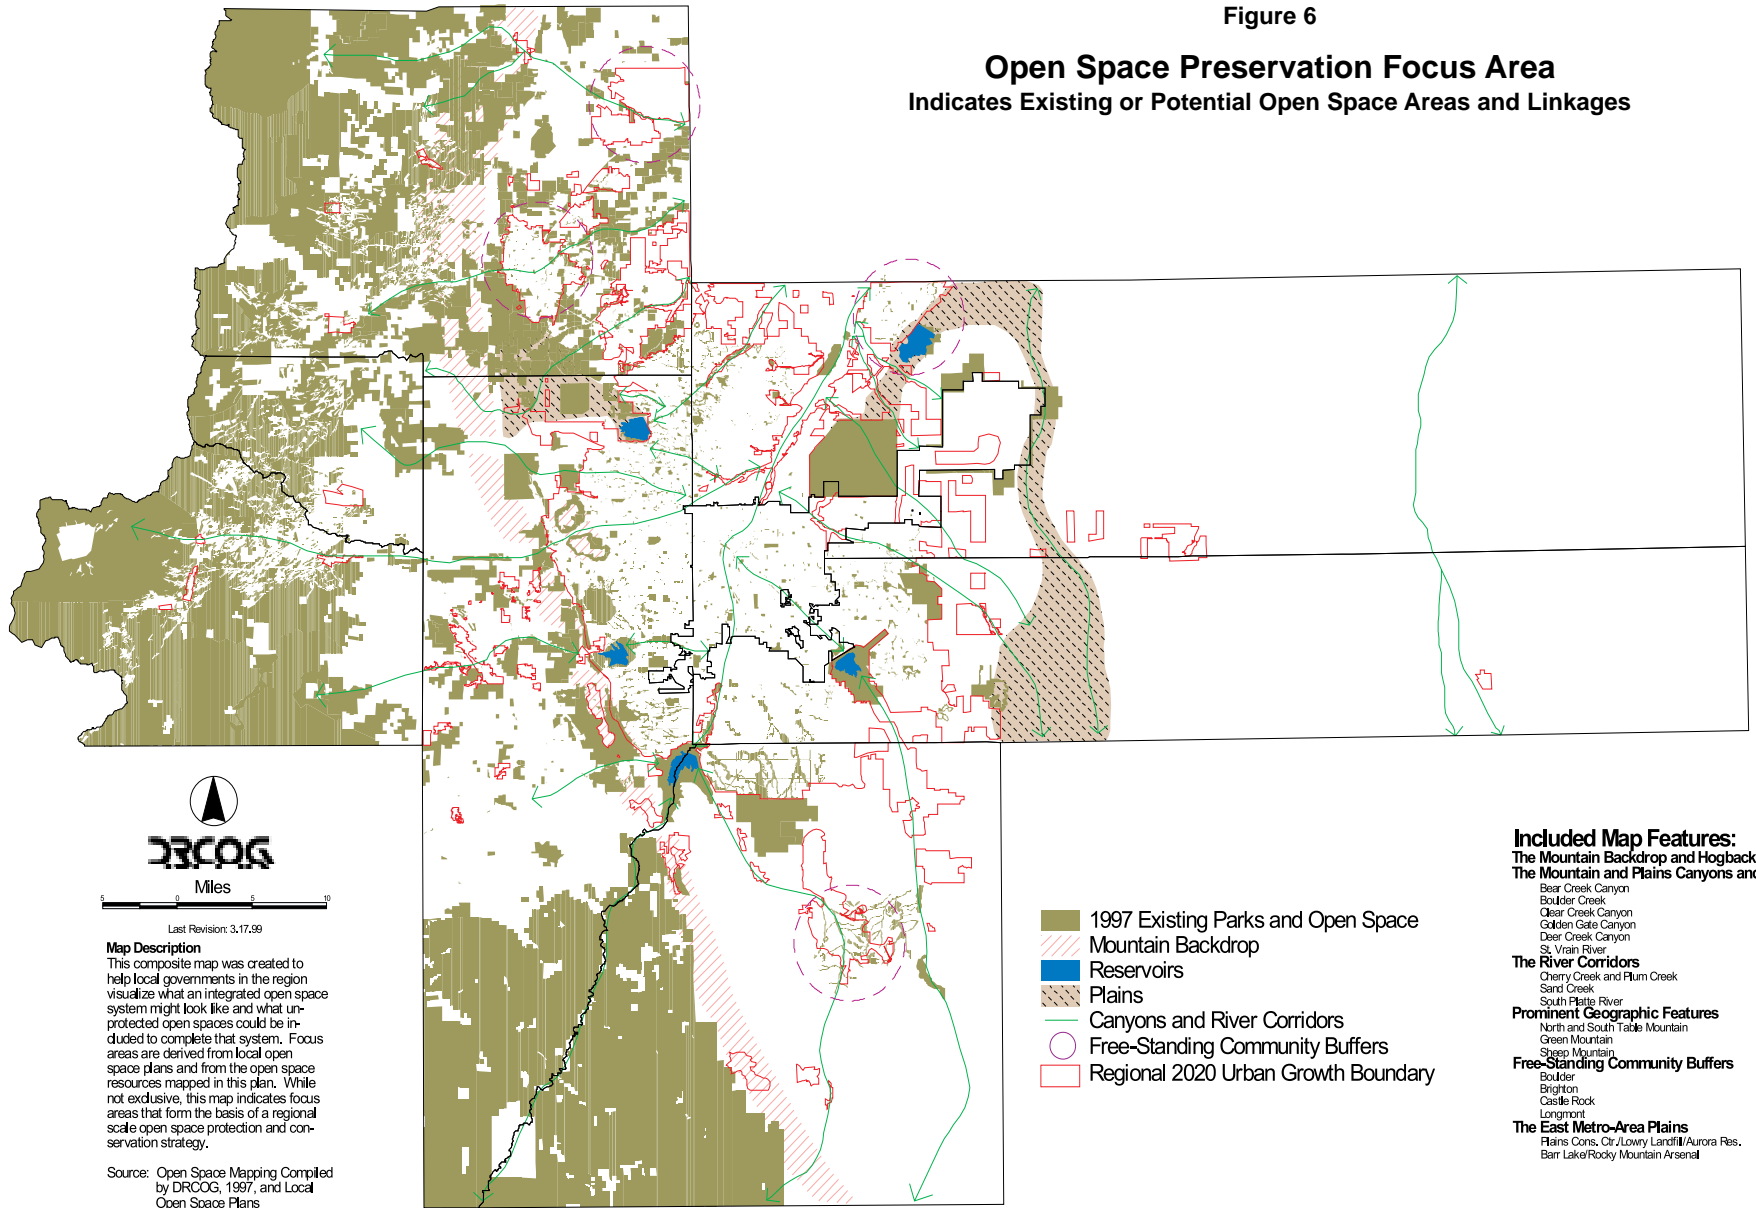 Figure 6
Open Space Preservation Focus Area
Indicates Existing or Potential Open Space Areas and Linkages
DRCOG
Miles
5 0 5 10
Last Revision: 3.17.99
Map Description
This composite map was created to
help local governments in the region
visualize what an integrated open space
system might look like and what un-
protected open spaces could be in-
cluded to complete that system. Focus
areas are derived from local open
space plans and from the open space
resources mapped in this plan. While
not exclusive, this map indicates focus
areas that form the basis of a regional
scale open space protection and con-
servation strategy.
Source: Open Space Mapping Compiled
by DRCOG, 1997, and Local
Open Space Plans
1997 Existing Parks and Open Space
Mountain Backdrop
Reservoirs
Plains
Canyons and River Corridors
Free-Standing Community Buffers
Regional 2020 Urban Growth Boundary
Included Map Features:
The Mountain Backdrop and Hogback
The Mountain and Plains Canyons and
Bear Creek Canyon
Boulder Creek
Clear Creek Canyon
Golden Gate Canyon
Deer Creek Canyon
St. Vrain River
The River Corridors
Cherry Creek and Plum Creek
Sand Creek
South Platte River
Prominent Geographic Features
North and South Table Mountain
Green Mountain
Sheep Mountain
Free-Standing Community Buffers
Boulder
Brighton
Castle Rock
Longmont
The East Metro-Area Plains
Plains Cons. Ctr./Lowry Landfill/Aurora Res.
Barr Lake/Rocky Mountain Arsenal